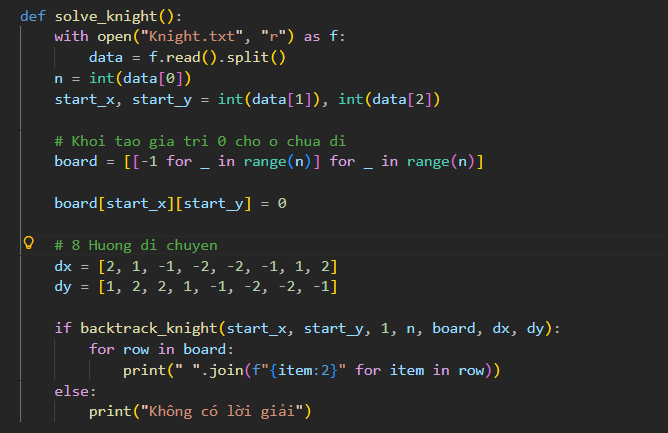 def solve_knight():
    with open("Knight.txt", "r") as f:
        data = f.read().split()
    n = int(data[0])
    start_x, start_y = int(data[1]), int(data[2])
    # Khoi tao gia tri 0 cho o chua di
    board = [[-1 for _ in range(n)] for _ in range(n)]
    board[start_x][start_y] = 0
    # 8 Huong di chuyen
    dx = [2, 1, -1, -2, -2, -1, 1, 2]
    dy = [1, 2, 2, 1, -1, -2, -2, -1]
    if backtrack_knight(start_x, start_y, 1, n, board, dx, dy):
        for row in board:
            print(" ".join(f"{item:2}" for item in row))
    else:
        print("Không có lời giải")